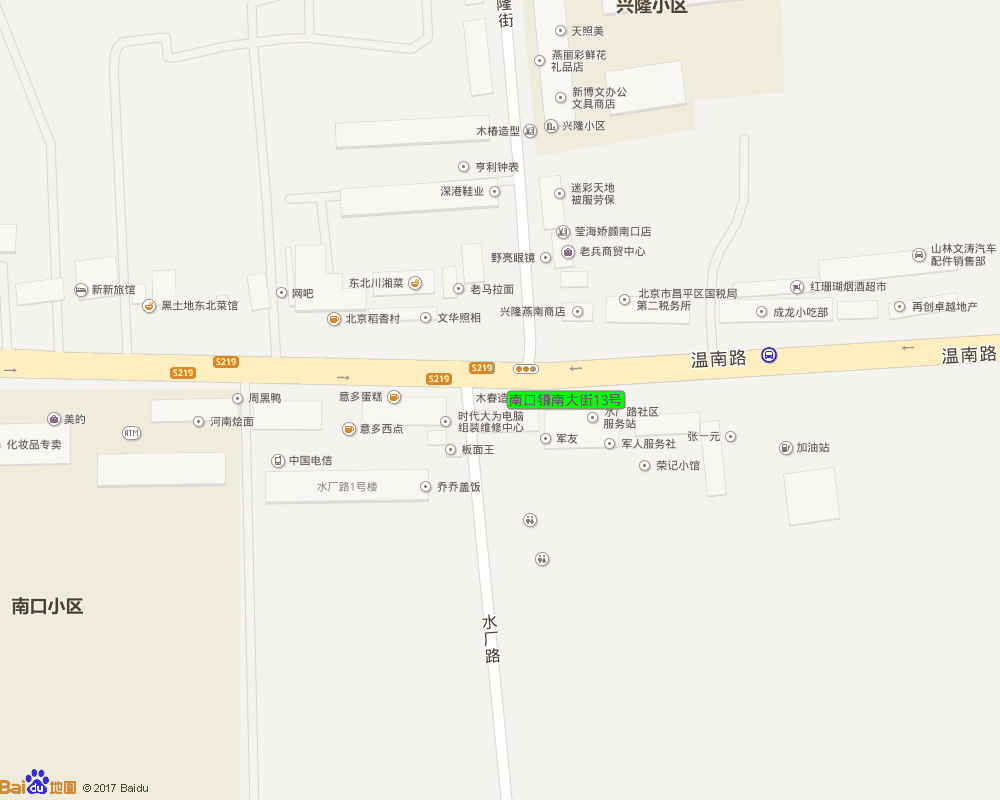 隆街
兴隆小区
天照美
燕丽彩鲜花
礼品店
新博文办公
文具商店
木椿造型
兴隆小区
亨利钟表
深港鞋业
迷彩天地
被服劳保
莹海娇颜南口店
老兵商贸中心
野亮眼镜
山林文涛汽车
配件销售部
新新旅馆
黑土地东北菜馆
网吧
东北川湘菜
老马拉面
北京稻香村
文华照相
兴隆燕南商店
北京市昌平区国税局
第二税务所
红珊瑚烟酒超市
成龙小吃部
再创卓越地产
S219
S219
S219
S219
温南路
温南路
周黑鸭
意多蛋糕
木春造
南口镇南大街13号
美的
河南烩面
意多西点
时代大为电脑
组装维修中心
水厂路社区
服务站
ATM
化妆品专卖
军友
军人服务社
张一元
加油站
板面王
中国电信
荣记小馆
水厂路1号楼
乔乔盖饭
南口小区
水厂路
Bai du 地图
© 2017 Baidu